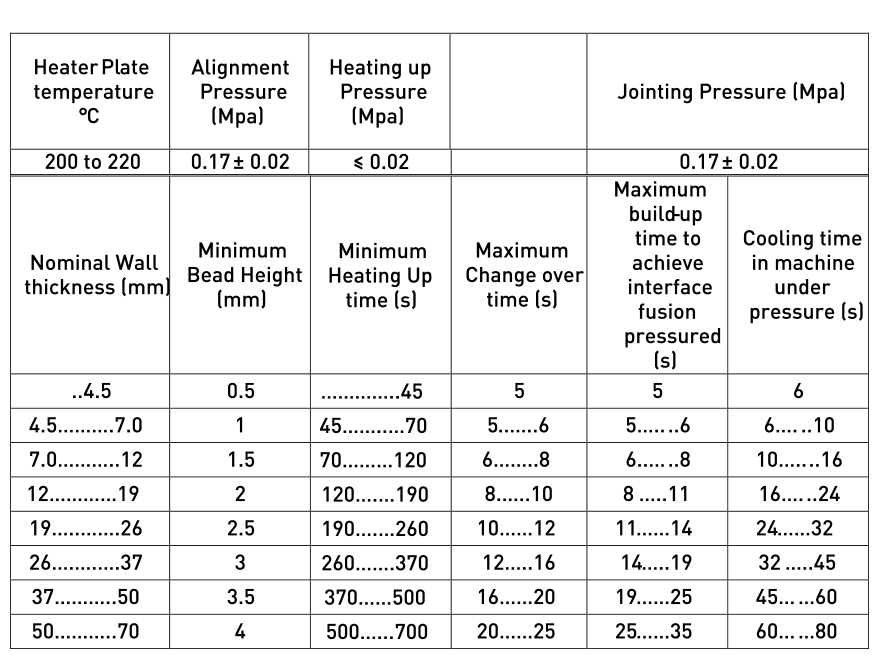 Heater Plate temperature °C | Alignment Pressure (Mpa) | Heating up Pressure (Mpa) | | Jointing Pressure (Mpa)
200 to 220 | 0.17± 0.02 | ≤ 0.02 | | 0.17± 0.02
Nominal Wall thickness (mm) | Minimum Bead Height (mm) | Minimum Heating Up time (s) | Maximum Change over time (s) | Maximum build-up time to achieve interface fusion pressured (s) | Cooling time in machine under pressure (s)
..4.5 | 0.5 | ..............45 | 5 | 5 | 6
4.5..........7.0 | 1 | 45...........70 | 5.......6 | 5......6 | 6.....10
7.0...........12 | 1.5 | 70.........120 | 6........8 | 6.......8 | 10.......16
12............19 | 2 | 120.......190 | 8......10 | 8 .....11 | 16......24
19............26 | 2.5 | 190.......260 | 10......12 | 11......14 | 24......32
26............37 | 3 | 260.......370 | 12.....16 | 14.....19 | 32 .....45
37...........50 | 3.5 | 370......500 | 16......20 | 19......25 | 45... ...60
50...........70 | 4 | 500......700 | 20......25 | 25......35 | 60... ...80